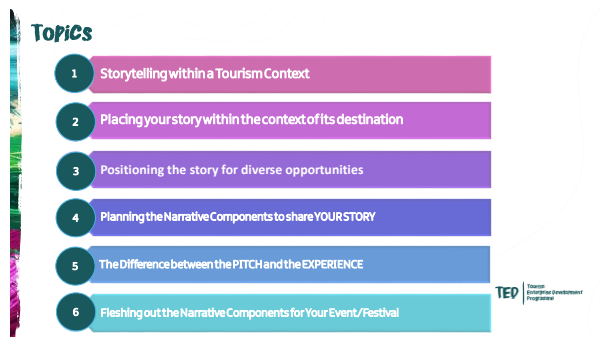 Topics
1 Storytelling within a Tourism Context
2 Placing your story within the context of its destination
3 Positioning the story for diverse opportunities
4 Planning the Narrative Components to share YOUR STORY
5 The Difference between the PITCH and the EXPERIENCE
6 Fleshing out the Narrative Components for Your Event/Festival
TED
Tourism
Enterprise Development
Programme